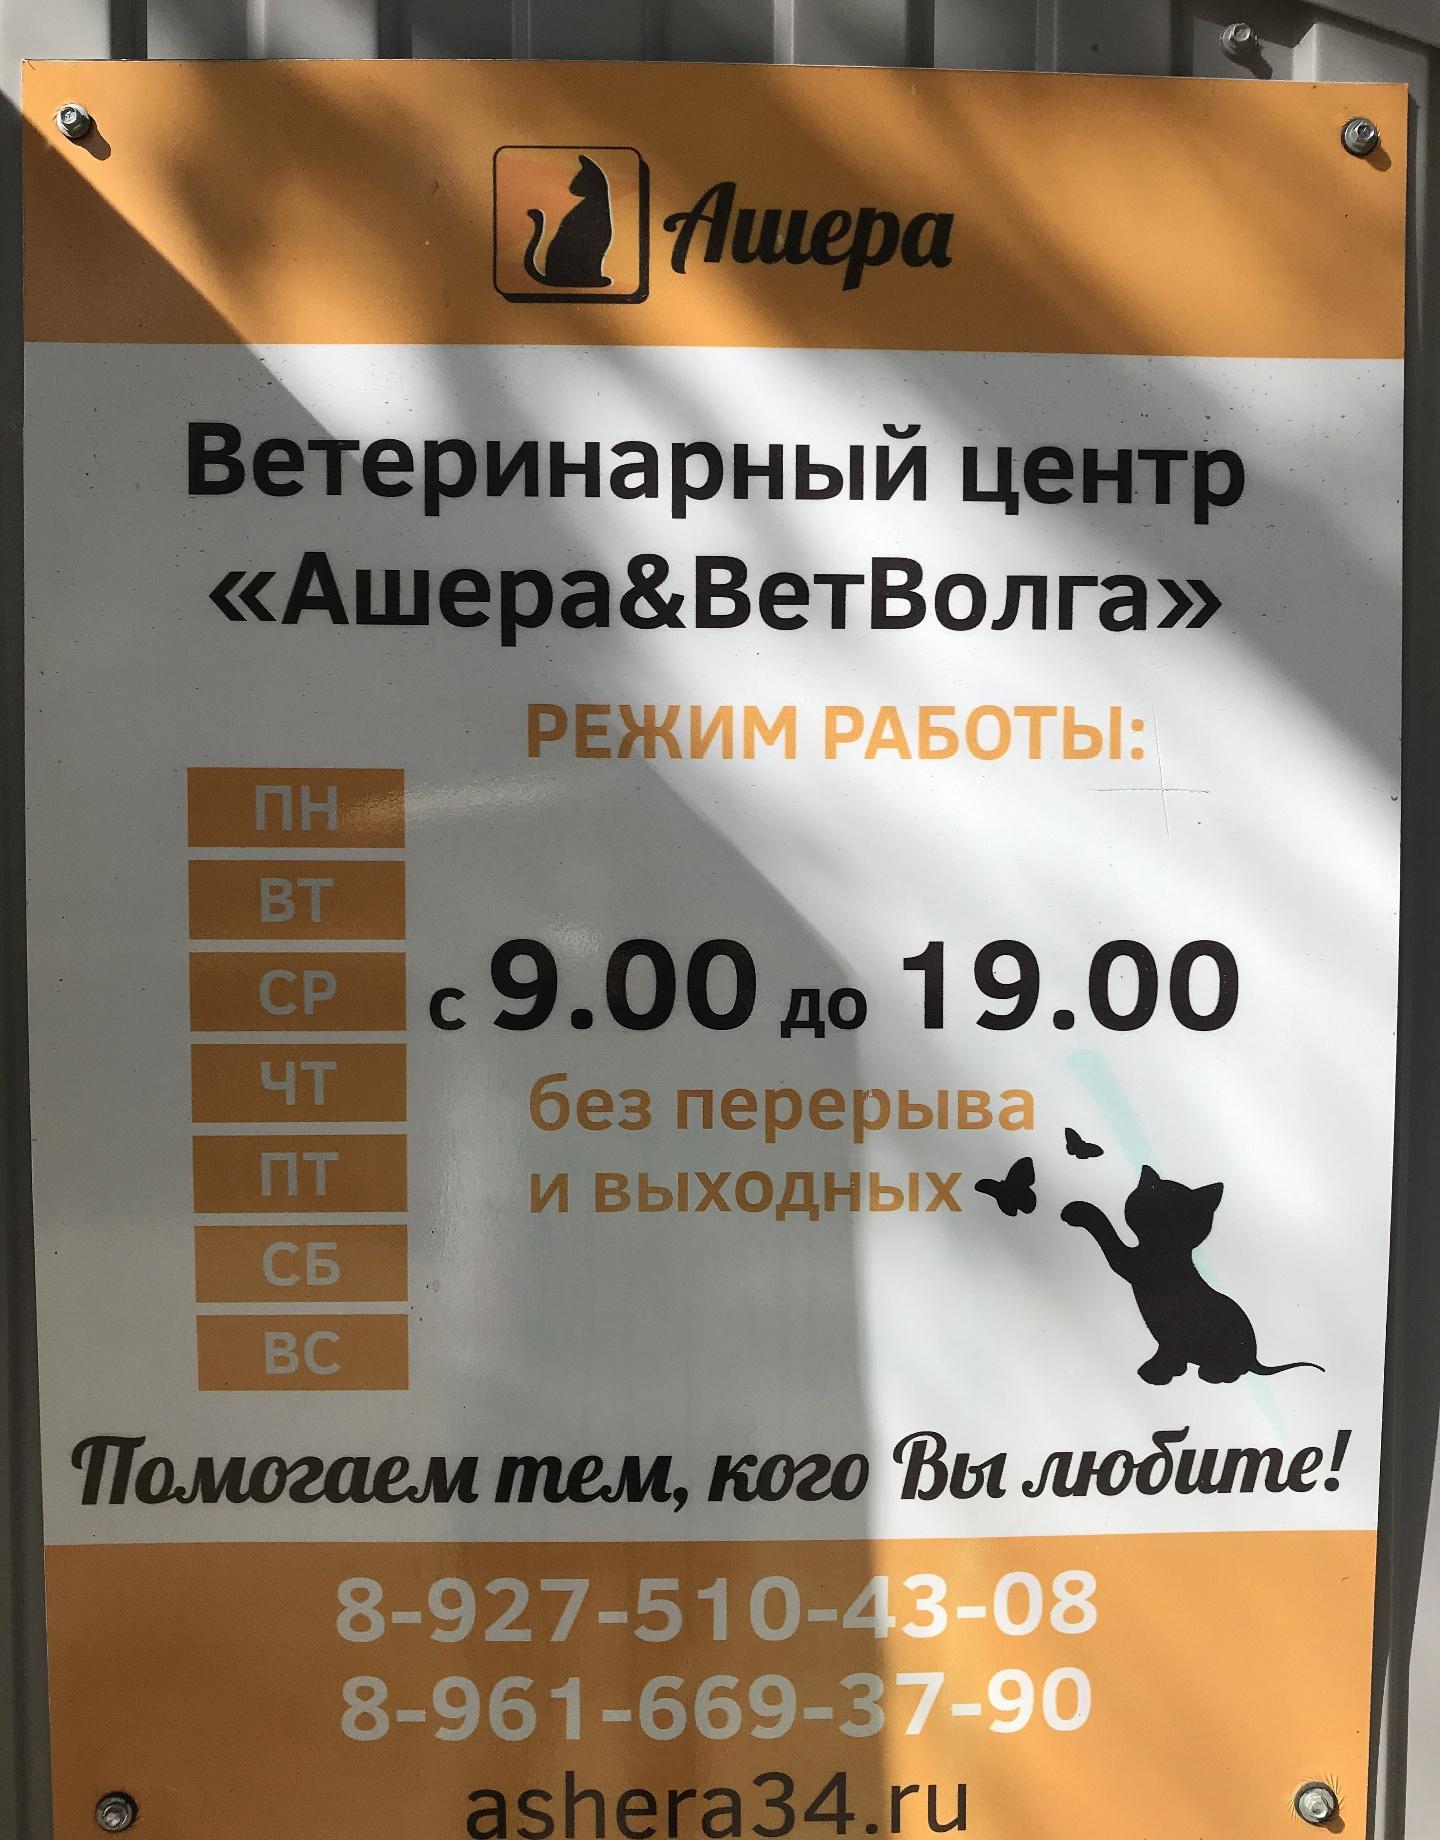 Ашера
Ветеринарный центр
«Ашера&ВетВолга»
РЕЖИМ РАБОТЫ:
ПН
ВТ
СР
ЧТ
ПТ
СБ
ВС
с 9.00 до 19.00
без перерыва
и выходных
Помогаем тем, кого Вы любите!
8-927-510-43-08
8-961-669-37-90
ashera34.ru